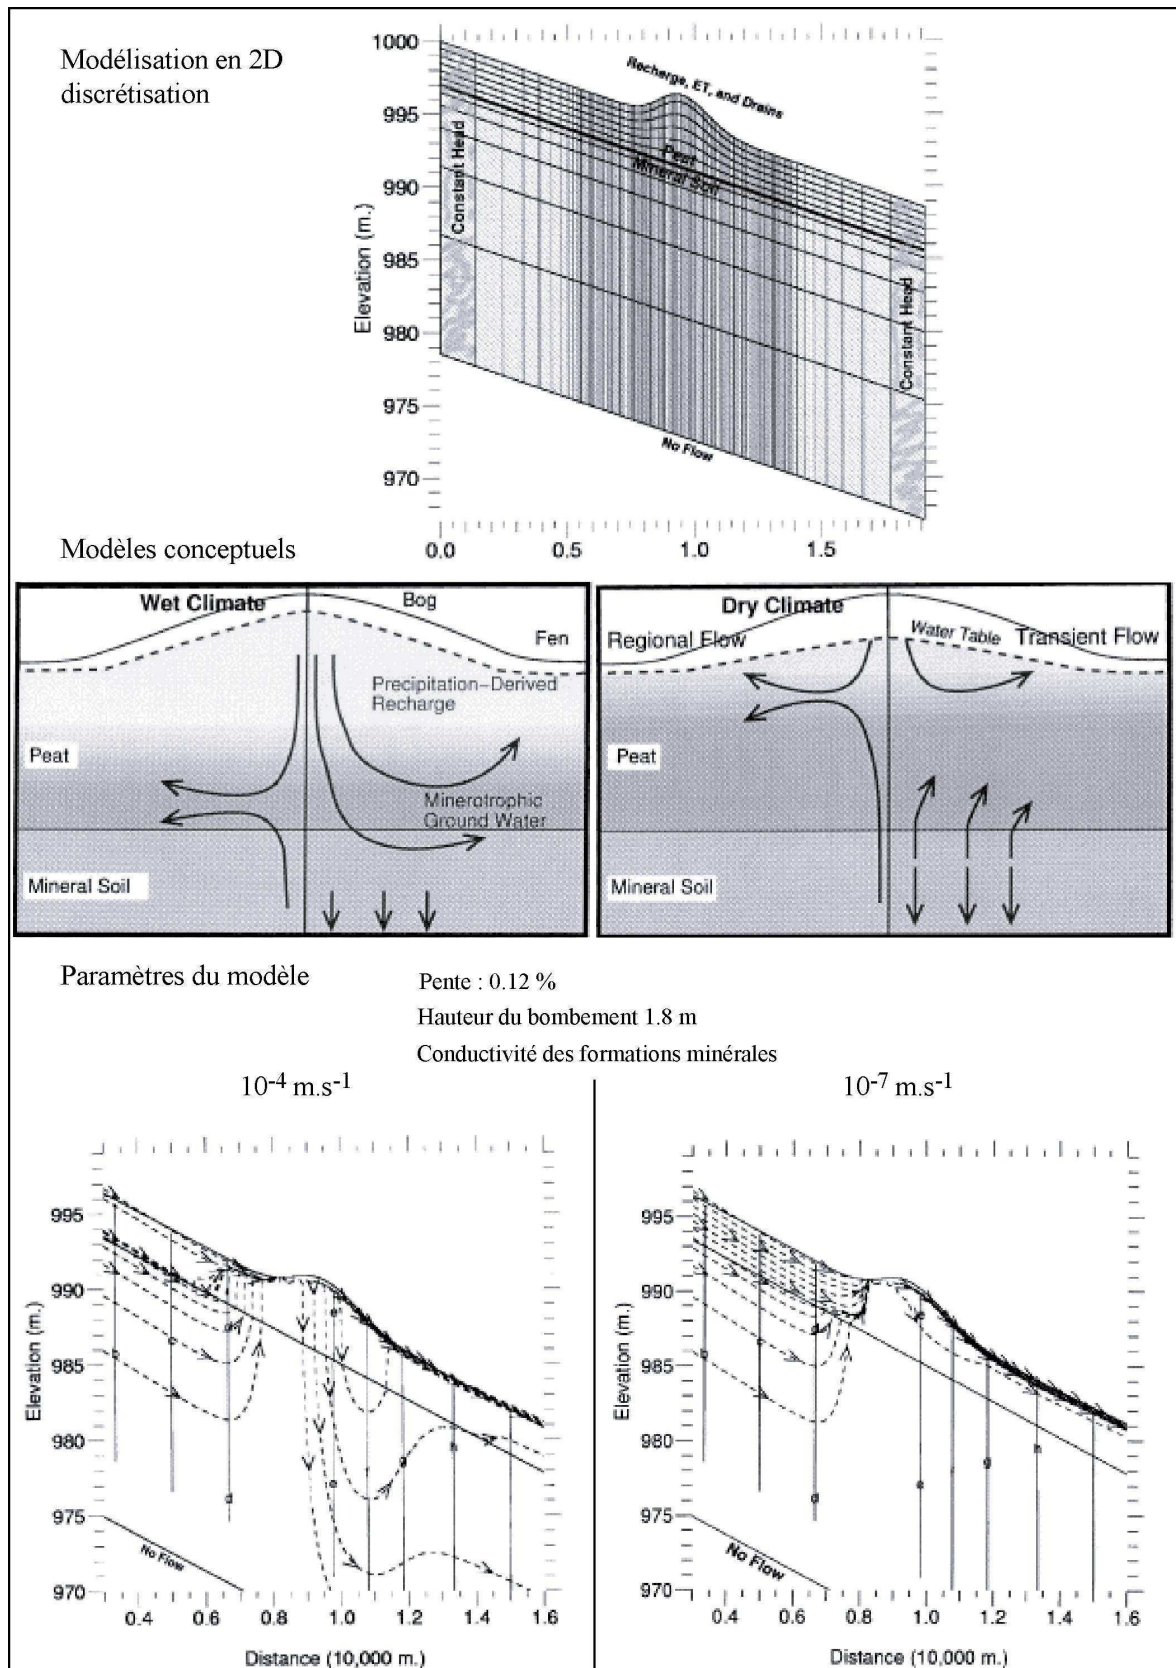 Modélisation en 2D
discrétisation
Recharge, ET, and Drains
Elevation (m.)
1000
995
990
985
980
975
970
Constant Head
Peat
Mineral Soil
Constant Head
No Flow
0.0 0.5 1.0 1.5
Modèles conceptuels
Wet Climate
Bog
Fen
Precipitation-Derived
Recharge
Peat
Minerotrophic
Ground Water
Mineral Soil
Dry Climate
Regional Flow
Water Table
Transient Flow
Peat
Mineral Soil
Paramètres du modèle
Pente : 0.12 %
Hauteur du bombement 1.8 m
Conductivité des formations minérales
10-4 m.s-1
Elevation (m.)
995
990
985
980
975
970
No Flow
0.4 0.6 0.8 1.0 1.2 1.4 1.6
Distance (10,000 m.)
10-7 m.s-1
Elevation (m.)
995
990
985
980
975
970
No Flow
0.4 0.6 0.8 1.0 1.2 1.4 1.6
Distance (10,000 m.)